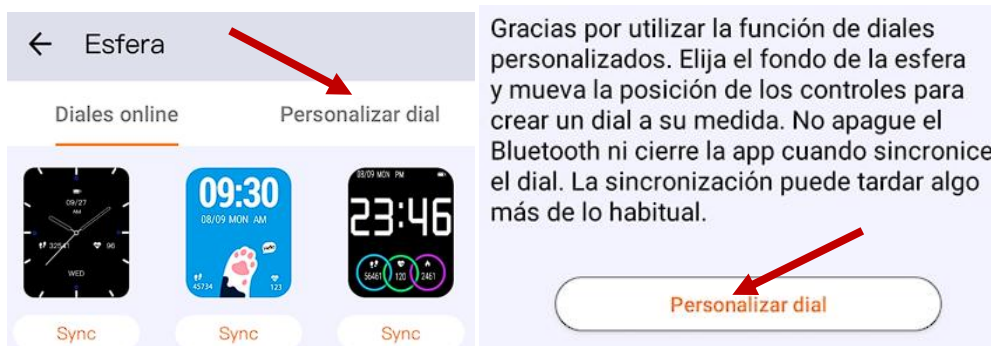 Esfera
Diales online
Personalizar dial
09/27
AM
32541
96
WED
09:30
08/09 MON AM
Hello
45734
123
08/09 MON PM
23:46
56461
120
2461
Sync
Sync
Sync
Gracias por utilizar la función de diales
personalizados. Elija el fondo de la esfera
y mueva la posición de los controles para
crear un dial a su medida. No apague el
Bluetooth ni cierre la app cuando sincronice
el dial. La sincronización puede tardar algo
más de lo habitual.
Personalizar dial